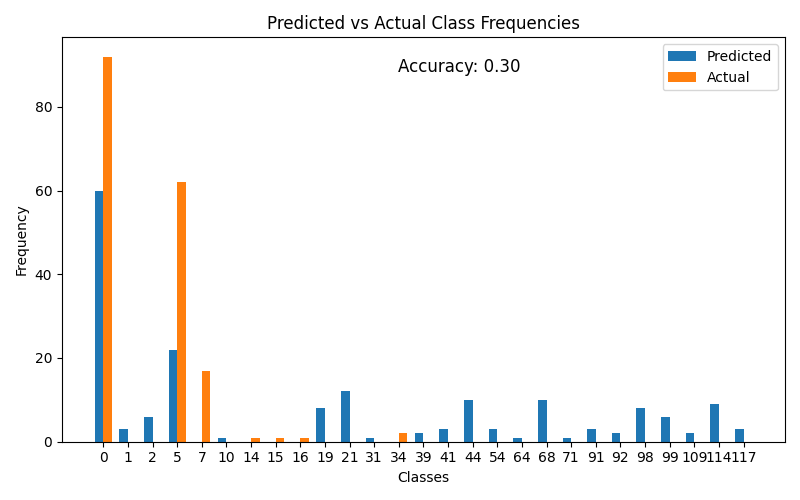 Predicted vs Actual Class Frequencies
Accuracy: 0.30
Predicted
Actual
Frequency
80
60
40
20
0
0 1 2 5 7 10 14 15 16 19 21 31 34 39 41 44 54 64 68 71 91 92 98 99 109 114 117
Classes